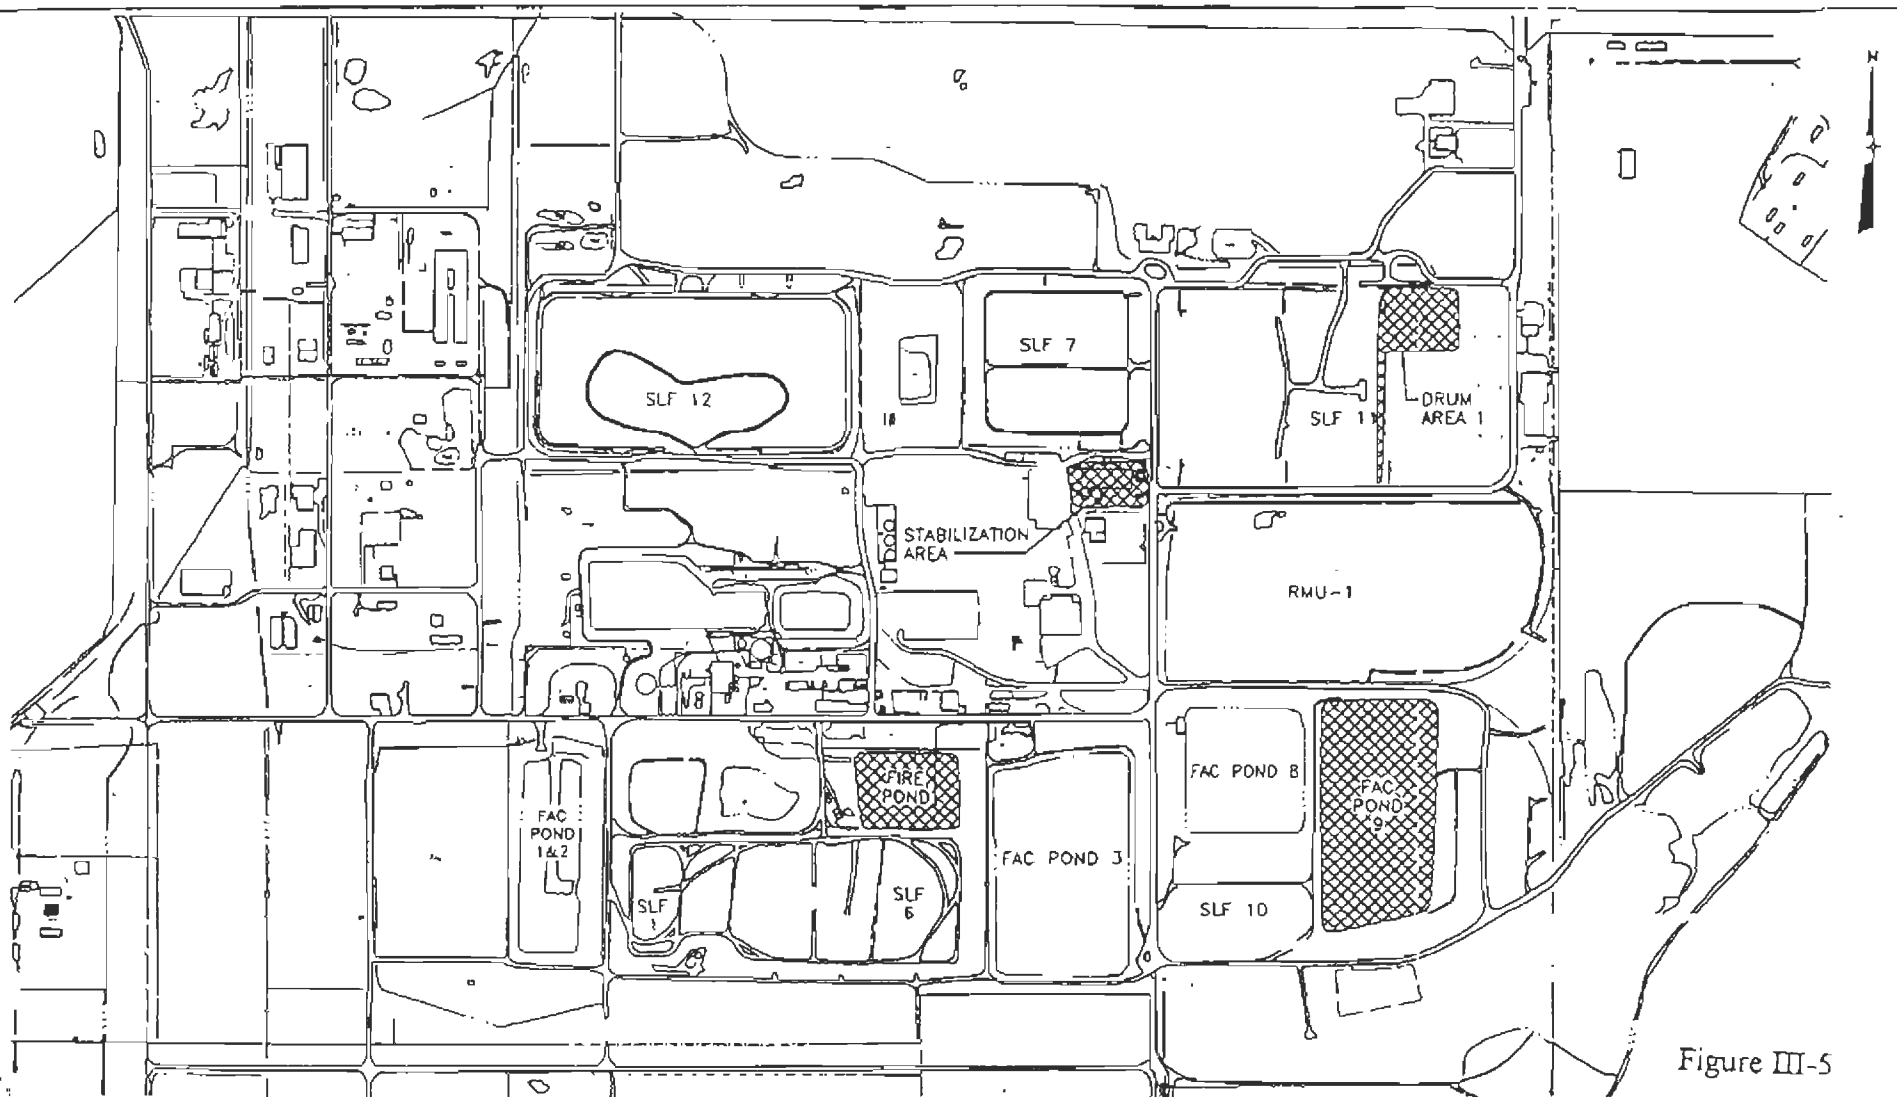 N
SLF 7
SLF 12
SLF 11
DRUM
AREA 1
STABILIZATION
AREA
RMU-1
FAC POND 8
FIRE
POND
FAC
POND
9
FAC
POND
1&2
FAC POND 3
SLF
SLF
6
SLF 10
Figure III-5